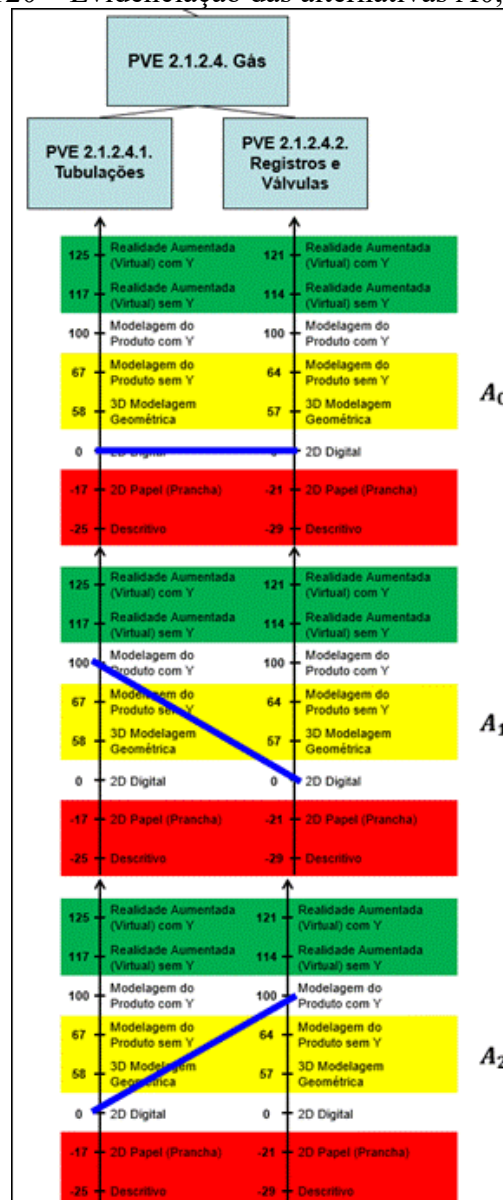 PVE 2.1.2.4. Gás
PVE 2.1.2.4.1.
Tubulações
PVE 2.1.2.4.2.
Registros e
Válvulas
125
Realidade Aumentada
(Virtual) com Y
121
Realidade Aumentada
(Virtual) com Y
117
Realidade Aumentada
(Virtual) sem Y
114
Realidade Aumentada
(Virtual) sem Y
100
Modelagem do
Produto com Y
100
Modelagem do
Produto com Y
67
Modelagem do
Produto sem Y
64
Modelagem do
Produto sem Y
58
3D Modelagem
Geométrica
57
3D Modelagem
Geométrica
A0
0
2D Digital
2D Digital
-17
2D Papel (Prancha)
-21
2D Papel (Prancha)
-25
Descritivo
-29
Descritivo
125
Realidade Aumentada
(Virtual) com Y
121
Realidade Aumentada
(Virtual) com Y
117
Realidade Aumentada
(Virtual) sem Y
114
Realidade Aumentada
(Virtual) sem Y
100
Modelagem do
Produto com Y
100
Modelagem do
Produto com Y
67
Modelagem do
Produto sem Y
64
Modelagem do
Produto sem Y
58
3D Modelagem
Geométrica
57
3D Modelagem
Geométrica
A1
0
2D Digital
0
2D Digital
-17
2D Papel (Prancha)
-21
2D Papel (Prancha)
-25
Descritivo
-29
Descritivo
125
Realidade Aumentada
(Virtual) com Y
121
Realidade Aumentada
(Virtual) com Y
117
Realidade Aumentada
(Virtual) sem Y
114
Realidade Aumentada
(Virtual) sem Y
100
Modelagem do
Produto com Y
100
Modelagem do
Produto com Y
67
Modelagem do
Produto sem Y
64
Modelagem do
Produto sem Y
58
3D Modelagem
Geométrica
57
3D Modelagem
Geométrica
A2
0
2D Digital
0
2D Digital
-17
2D Papel (Prancha)
-21
2D Papel (Prancha)
-25
Descritivo
-29
Descritivo